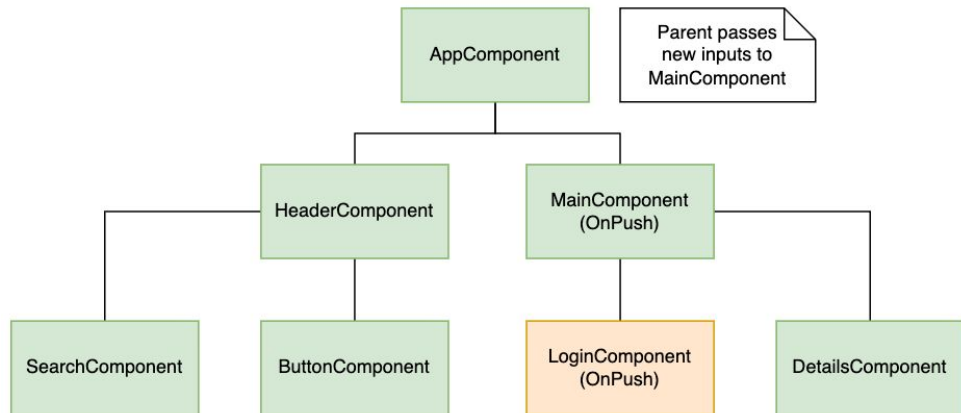 AppComponent
Parent passes
new inputs to
MainComponent
HeaderComponent
MainComponent
(OnPush)
SearchComponent
ButtonComponent
LoginComponent
(OnPush)
DetailsComponent